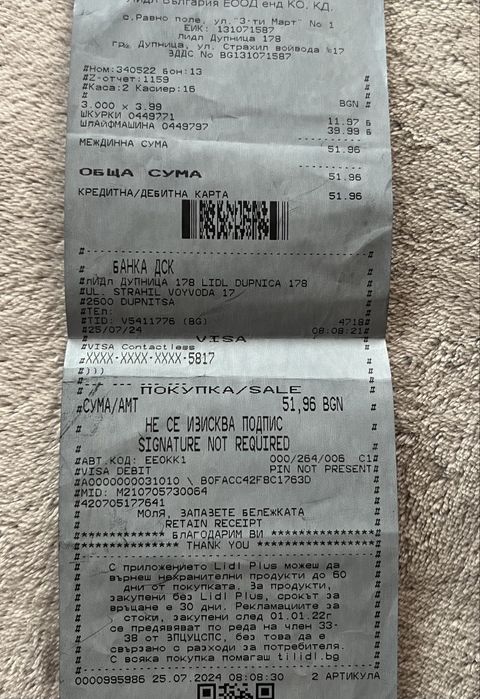 Лидл България ЕООД енд КО. КД.
с.Равно поле, ул."3-ти Март" No 1
ЕИК: 131071587
Лидл Дупница 178
гр. Дупница, ул. Страхил войвода №17
ЗДДС No BG131071587
#Ном:340522 Бон:13 #
#Z-отчет:1159 #
#Каса:2 Касиер:16 #
# #
3.000 x 3.99 BGN #
ШКУРКИ 0449771 11.97 Б
ШЛАЙФМАШИНА 0449797 39.99 Б
МЕЖДИННА СУМА 51.96
ОБЩА СУМА 51.96
КРЕДИТНА/ДЕБИТНА КАРТА 51.96
БАНКА ДСК
#ЛИДЛ ДУПНИЦА 178 LIDL DUPNICA 178 #
#UL. STRAHIL VOYVODA 17 #
#2600 DUPNITSA #
#ТЕЛ: #
#TID: V5411776 (BG) 4718#
#25/07/24 08:08:21#
VISA
#VISA Contactless #
#XXXX-XXXX-XXXX-5817 #
#))) #
# ПОКУПКА/SALE #
#СУМА/AMT 51,96 BGN #
# НЕ СЕ ИЗИСКВА ПОДПИС #
# SIGNATURE NOT REQUIRED #
#АВТ.КОД: EEOKK1 000/264/006 C1#
#VISA DEBIT PIN NOT PRESENT#
#A0000000031010 \ B0FACC42FBC1763D #
#MID: M210705730064 #
#420705177641 #
# МОЛЯ, ЗАПАЗЕТЕ БЕЛЕЖКАТА #
# RETAIN RECEIPT #
************ БЛАГОДАРИМ ВИ ************
************ THANK YOU ************
# С приложението Lidl Plus можеш да #
# върнеш нехранителни продукти до 60 #
# дни от покупката. За продукти, #
# закупени без Lidl Plus, срокът за #
# връщане е 30 дни. Рекламациите за #
# стоки, закупени след 01.01.22г #
# се предявяват по реда на член 33- #
# 38 от ЗПЦУЦСПС, без това да е #
# свързано с разходи за потребителя. #
# С всяка покупка помагаш tilidl.bg #
0000995986 25.07.2024 08:08:30 2 АРТИКУЛА